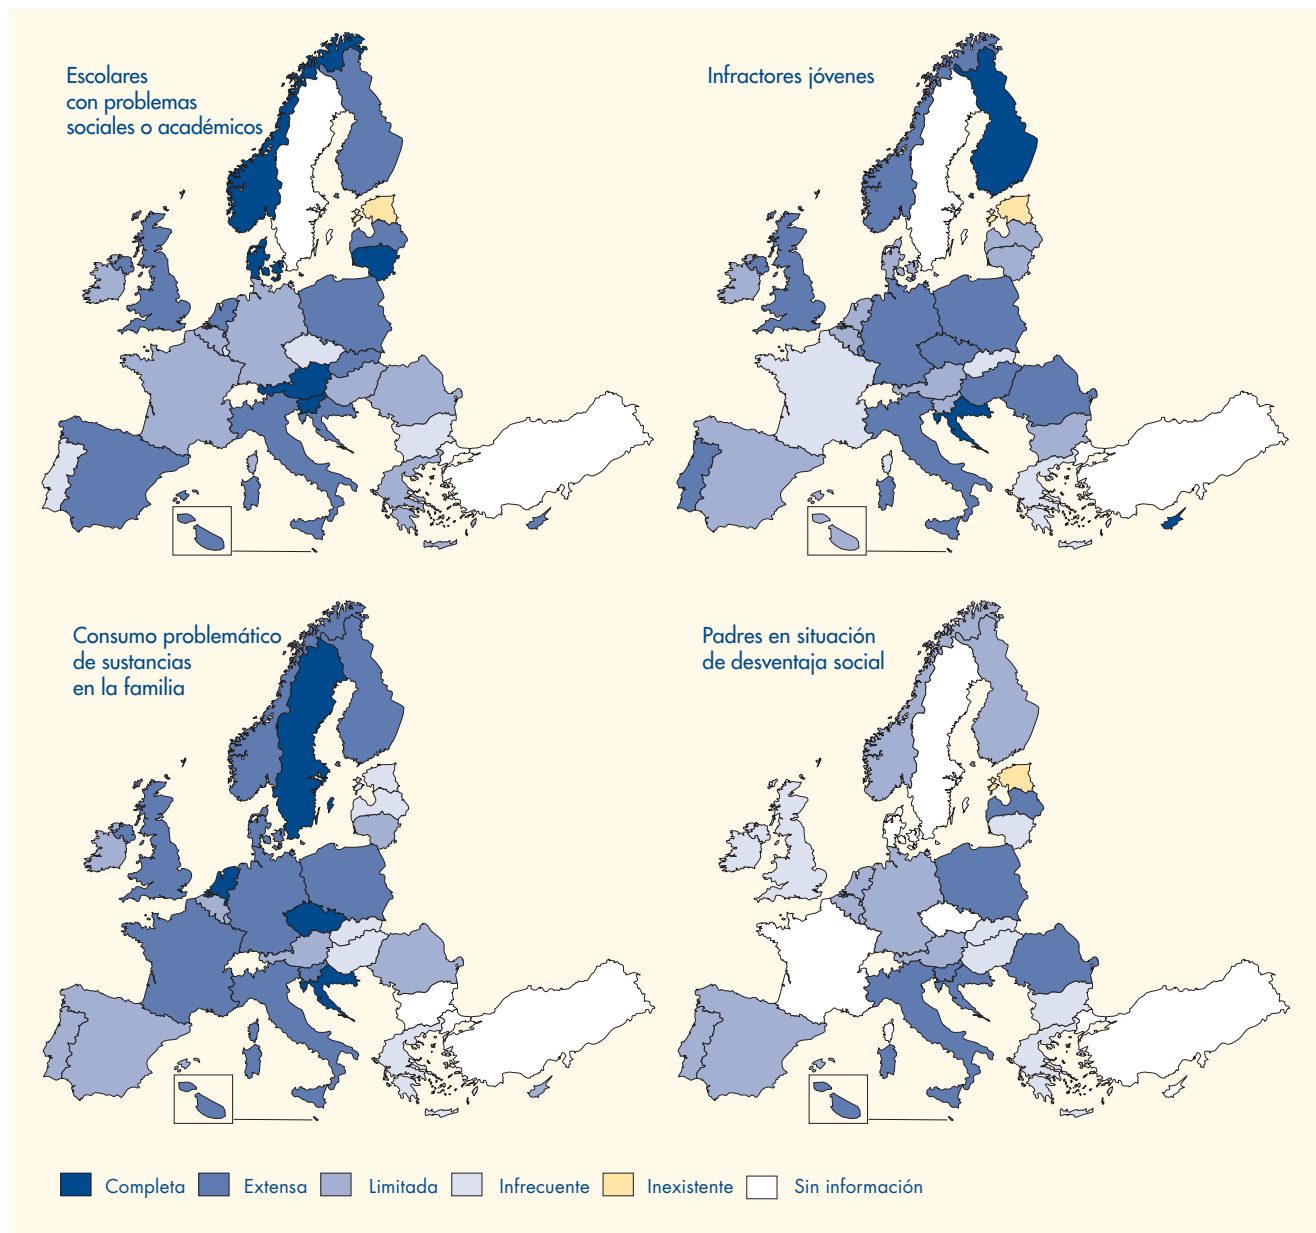 Escolares
con problemas
sociales o académicos
Infractores jóvenes
Consumo problemático
de sustancias
en la familia
Padres en situación
de desventaja social
Completa
Extensa
Limitada
Infrecuente
Inexistente
Sin información